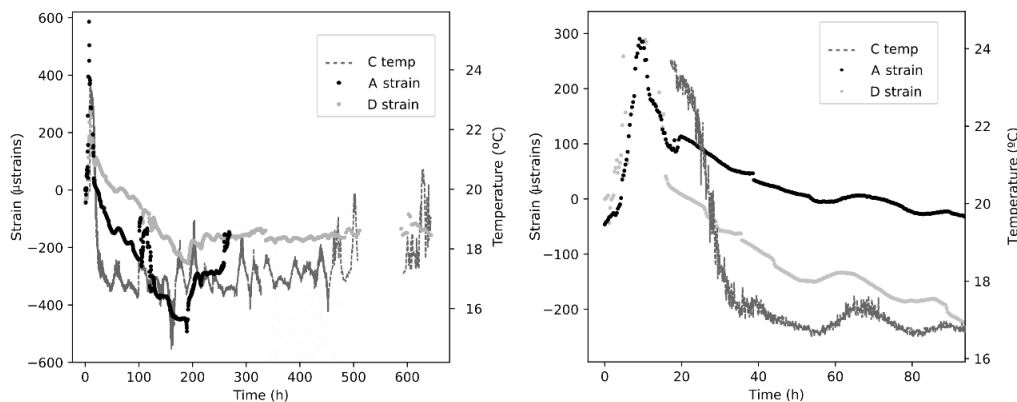 600
400
200
0
−200
−400
−600
Strain (μstrains)
24
22
20
18
16
Temperature (ºC)
C temp
A strain
D strain
0 100 200 300 400 500 600
Time (h)
300
200
100
0
−100
−200
Strain (μstrains)
24
22
20
18
16
Temperature (ºC)
C temp
A strain
D strain
0 20 40 60 80
Time (h)